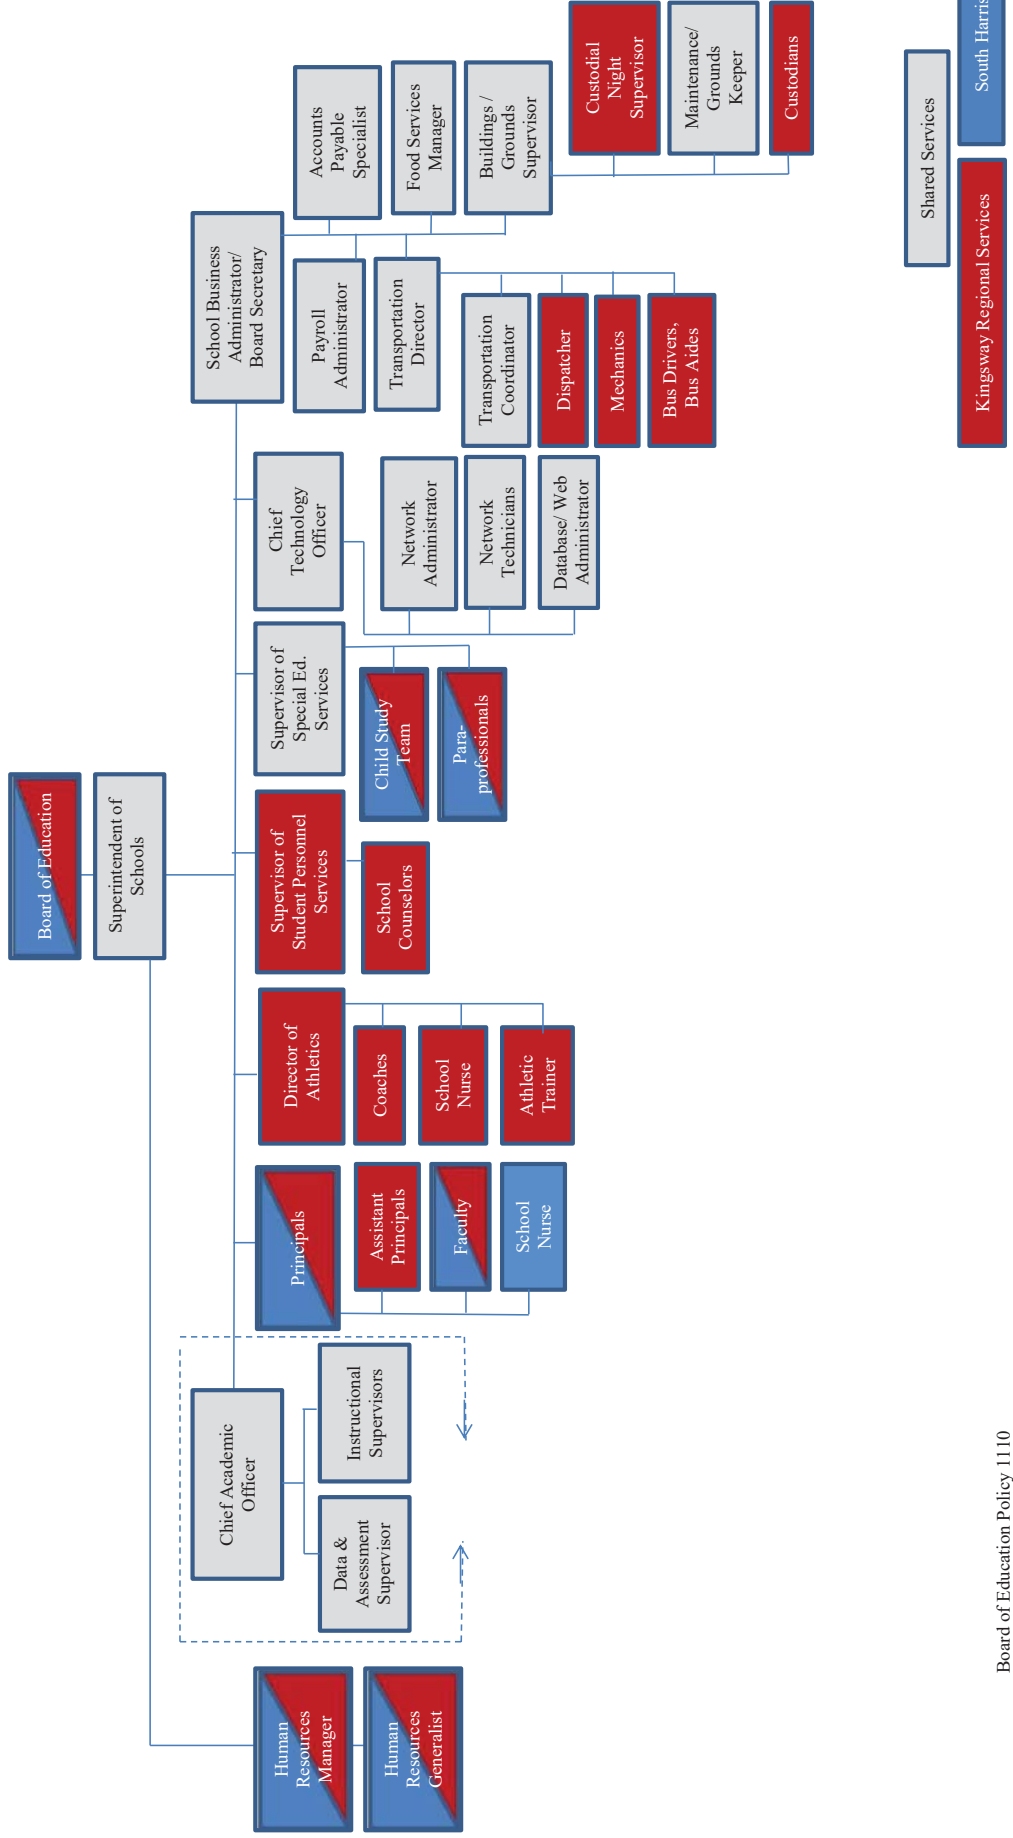 Board of Education
Superintendent of
Schools
Human
Resources
Manager
Human
Resources
Generalist
Chief Academic
Officer
Data &
Assessment
Supervisor
Instructional
Supervisors
Principals
Assistant
Principals
Faculty
School
Nurse
Director of
Athletics
Coaches
School
Nurse
Athletic
Trainer
Supervisor of
Student Personnel
Services
School
Counselors
Supervisor of
Special Ed.
Services
Child Study
Team
Para-
professionals
Chief
Technology
Officer
Network
Administrator
Network
Technicians
Database/ Web
Administrator
School Business
Administrator/
Board Secretary
Payroll
Administrator
Transportation
Director
Transportation
Coordinator
Dispatcher
Mechanics
Bus Drivers,
Bus Aides
Accounts
Payable
Specialist
Food Services
Manager
Buildings /
Grounds
Supervisor
Custodial
Night
Supervisor
Maintenance/
Grounds
Keeper
Custodians
Shared Services
Kingsway Regional Services
South Harris
Board of Education Policy 1110